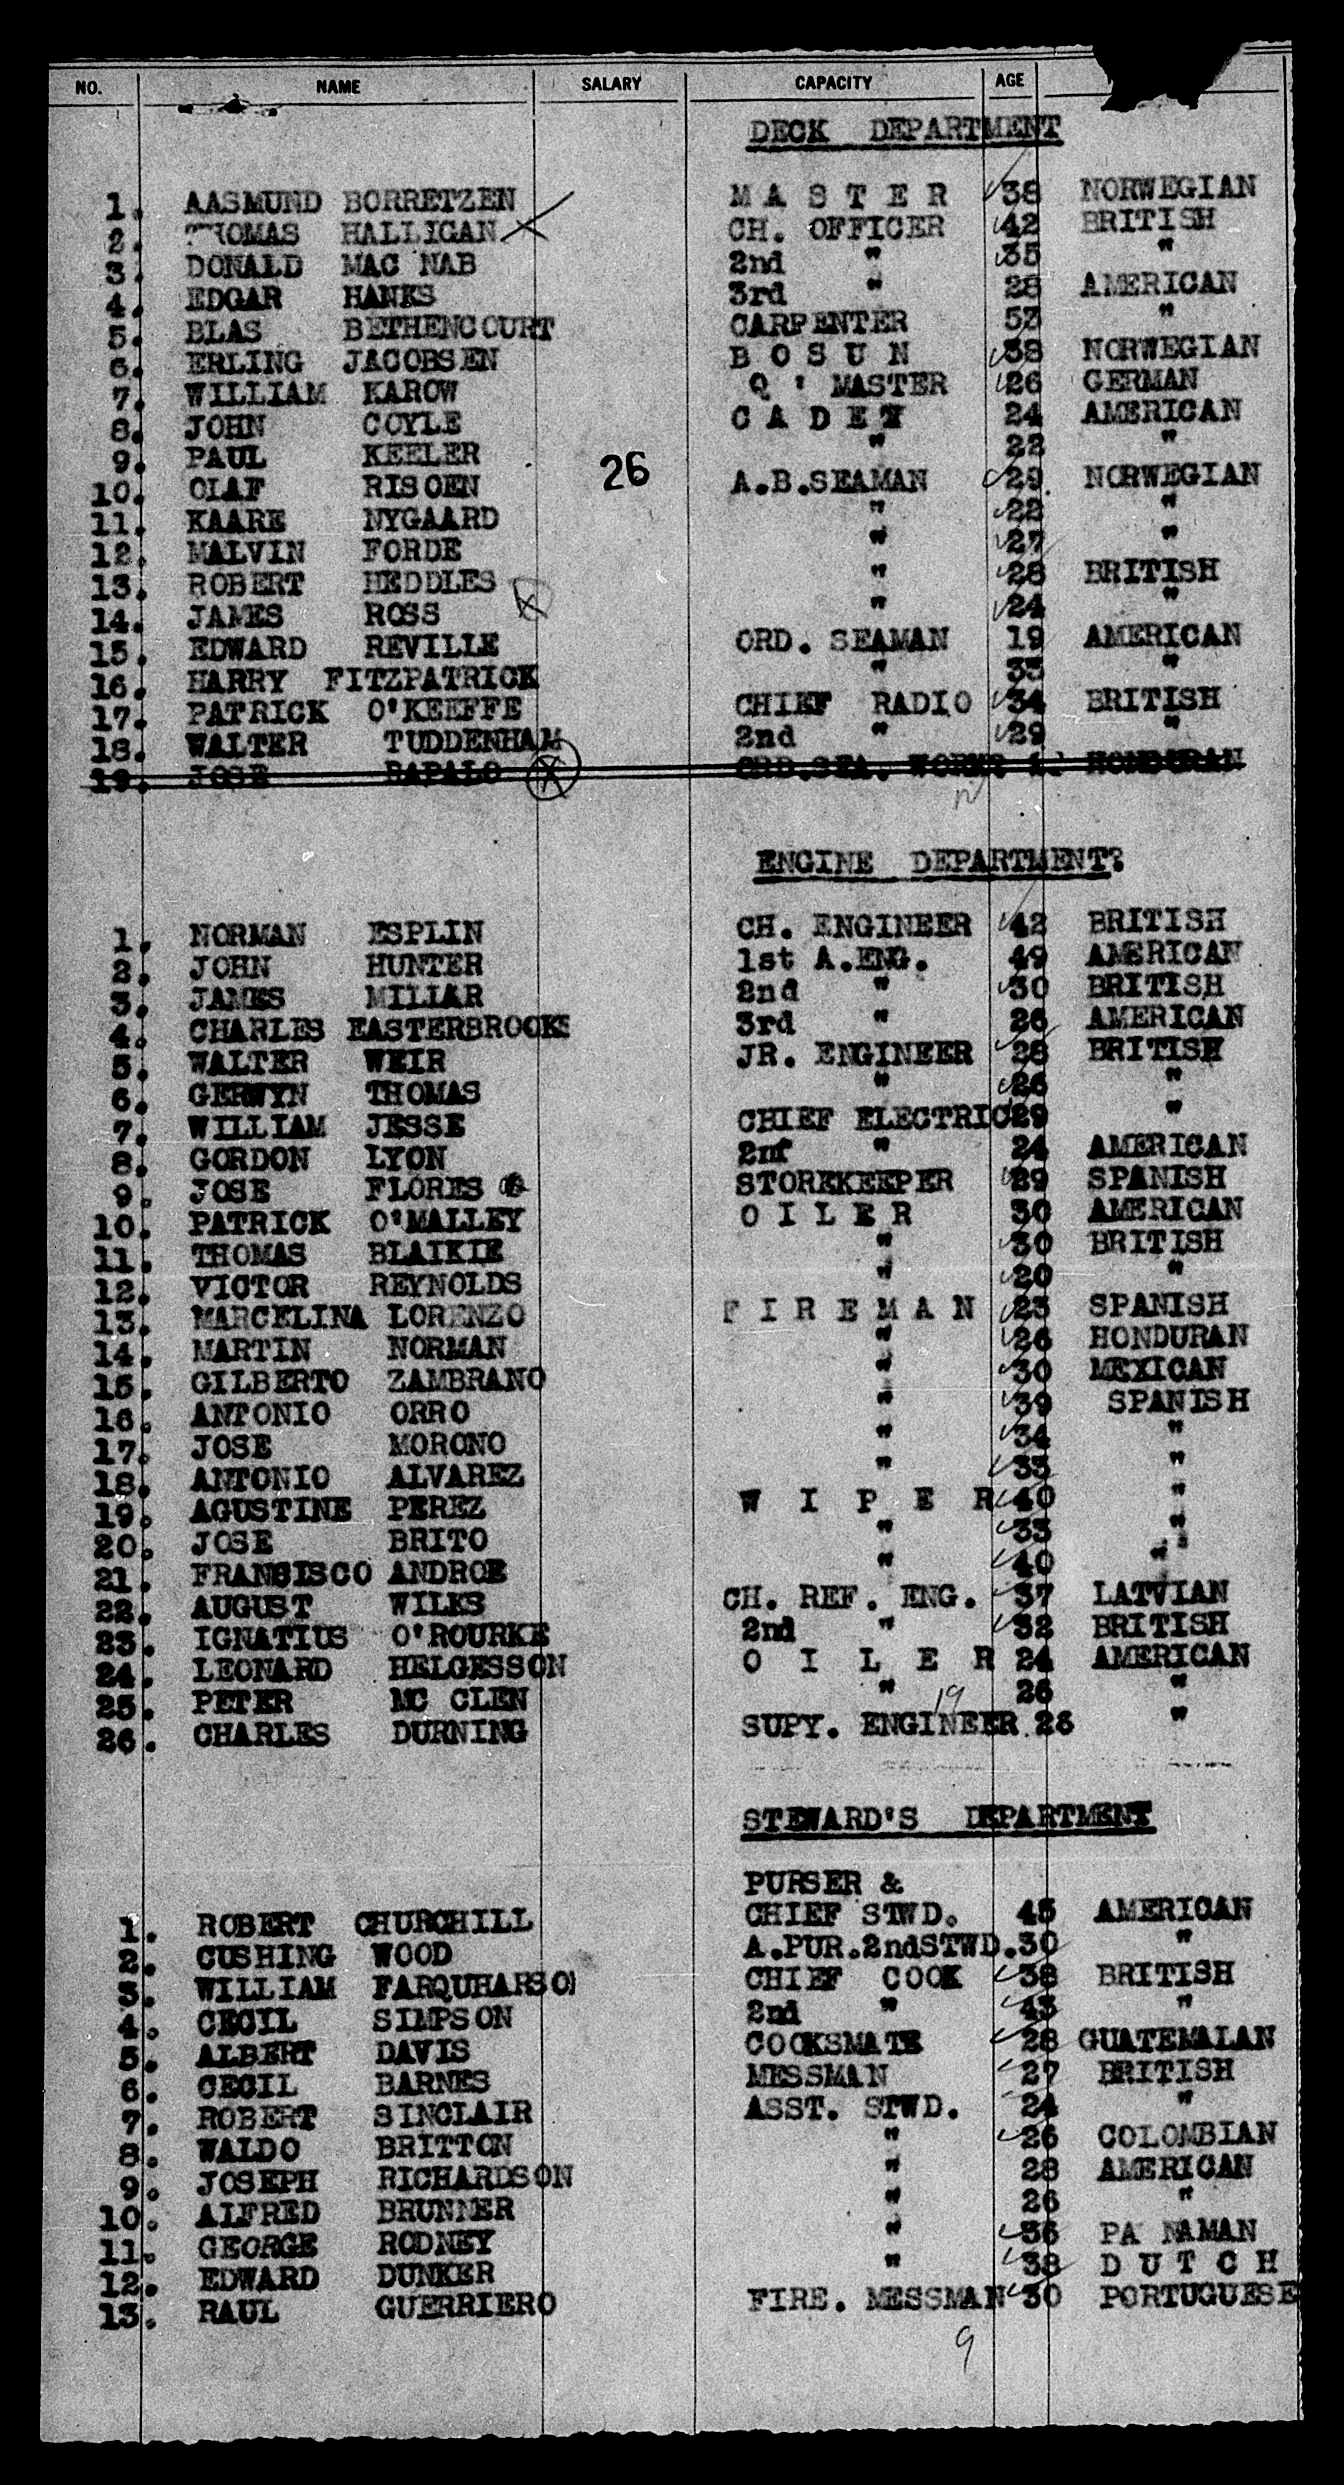 NO. NAME SALARY CAPACITY AGE
DECK DEPARTMENT
1. AASMUND BORRETZEN M A S T E R 38 NORWEGIAN
2. THOMAS HALLIGAN CH. OFFICER 42 BRITISH
3. DONALD MAC NAB 2nd " 35 "
4. EDGAR HANKS 3rd " 28 AMERICAN
5. BLAS BETHENCOURT CARPENTER 53 "
6. ERLING JACOBSEN B O S U N 38 NORWEGIAN
7. WILLIAM KAROW Q ' MASTER 26 GERMAN
8. JOHN COYLE C A D E T 24 AMERICAN
9. PAUL KEELER " 22 "
26
10. OLAF RISOEN A.B.SEAMAN 29 NORWEGIAN
11. KAARE NYGAARD " 22 "
12. MALVIN FORDE " 27 "
13. ROBERT HEDDLES " 28 BRITISH
14. JAMES ROSS " 24 "
15. EDWARD REVILLE ORD. SEAMAN 19 AMERICAN
16. HARRY FITZPATRICK " 33 "
17. PATRICK O'KEEFFE CHIEF RADIO 34 BRITISH
18. WALTER TUDDENHAM 2nd " 29 "
19. JOSE ORD.SEA. HONDURAN
ENGINE DEPARTMENT:
1. NORMAN ESPLIN CH. ENGINEER 42 BRITISH
2. JOHN HUNTER 1st A.ENG. 49 AMERICAN
3. JAMES MILLAR 2nd " 30 BRITISH
4. CHARLES EASTERBROOKS 3rd " 26 AMERICAN
5. WALTER WEIR JR. ENGINEER 28 BRITISH
6. GERWYN THOMAS " 26 "
7. WILLIAM JESSE CHIEF ELECTRIC 29 "
8. GORDON LYON 2nf " 24 AMERICAN
9. JOSE FLORES STOREKEEPER 29 SPANISH
10. PATRICK O'MALLEY O I L E R 30 AMERICAN
11. THOMAS BLAIKIE " 30 BRITISH
12. VICTOR REYNOLDS " 20 "
13. MARCELINA LORENZO F I R E M A N 23 SPANISH
14. MARTIN NORMAN " 26 HONDURAN
15. GILBERTO ZAMBRANO " 30 MEXICAN
16. ANTONIO ORRO " 39 SPANISH
17. JOSE MORONO " 34 "
18. ANTONIO ALVAREZ " 33 "
19. AGUSTINE PEREZ W I P E R 40 "
20. JOSE BRITO " 33 "
21. FRANSISCO ANDROE " 40 "
22. AUGUST WILKS CH. REF. ENG. 37 LATVIAN
23. IGNATIUS O'ROURKE 2nd " 32 BRITISH
24. LEONARD HELGESSON O I L E R 24 AMERICAN
25. PETER MC CLEN " 26 "
19
26. CHARLES DURNING SUPY. ENGINEER 26 "
STEWARD'S DEPARTMENT
PURSER &
1. ROBERT CHURCHILL CHIEF STWD. 45 AMERICAN
2. CUSHING WOOD A.PUR.2ndSTWD. 30 "
3. WILLIAM FARQUHARSON CHIEF COOK 38 BRITISH
4. CECIL SIMPSON 2nd " 43 "
5. ALBERT DAVIS COOKSMATE 28 GUATEMALAN
6. CECIL BARNES MESSMAN 27 BRITISH
7. ROBERT SINCLAIR ASST. STWD. 24 "
8. WALDO BRITTON " 26 COLOMBIAN
9. JOSEPH RICHARDSON " 28 AMERICAN
10. ALFRED BRUNNER " 26 "
11. GEORGE RODNEY " 36 PA NAMAN
12. EDWARD DUNKER " 38 D U T C H
13. RAUL GUERRIERO FIRE. MESSMAN 30 PORTUGUESE
9